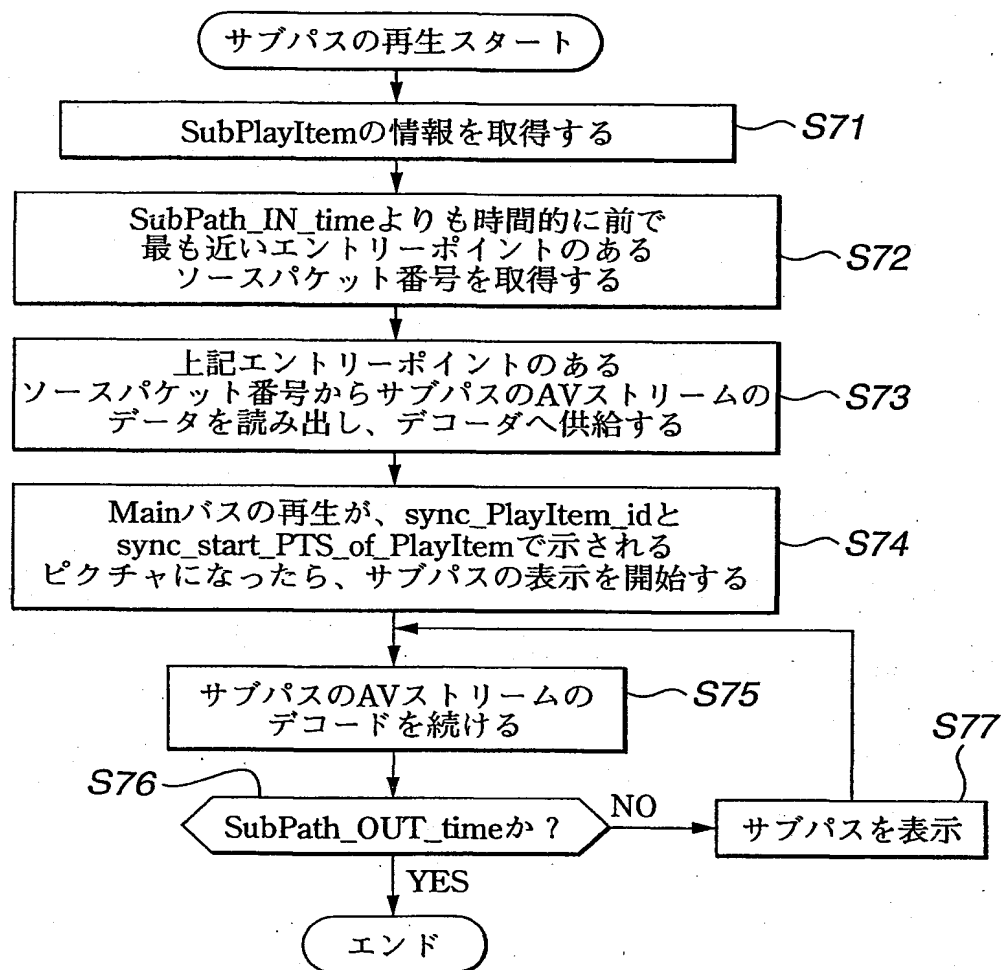 サブパスの再生スタート
SubPlayItemの情報を取得する
S71
SubPath_IN_timeよりも時間的に前で
最も近いエントリーポイントのある
ソースパケット番号を取得する
S72
上記エントリーポイントのある
ソースパケット番号からサブパスのAVストリームの
データを読み出し、デコーダへ供給する
S73
Mainパスの再生が、sync_PlayItem_idと
sync_start_PTS_of_PlayItemで示される
ピクチャになったら、サブパスの表示を開始する
S74
サブパスのAVストリームの
デコードを続ける
S75
S76
SubPath_OUT_timeか？
NO
サブパスを表示
S77
YES
エンド